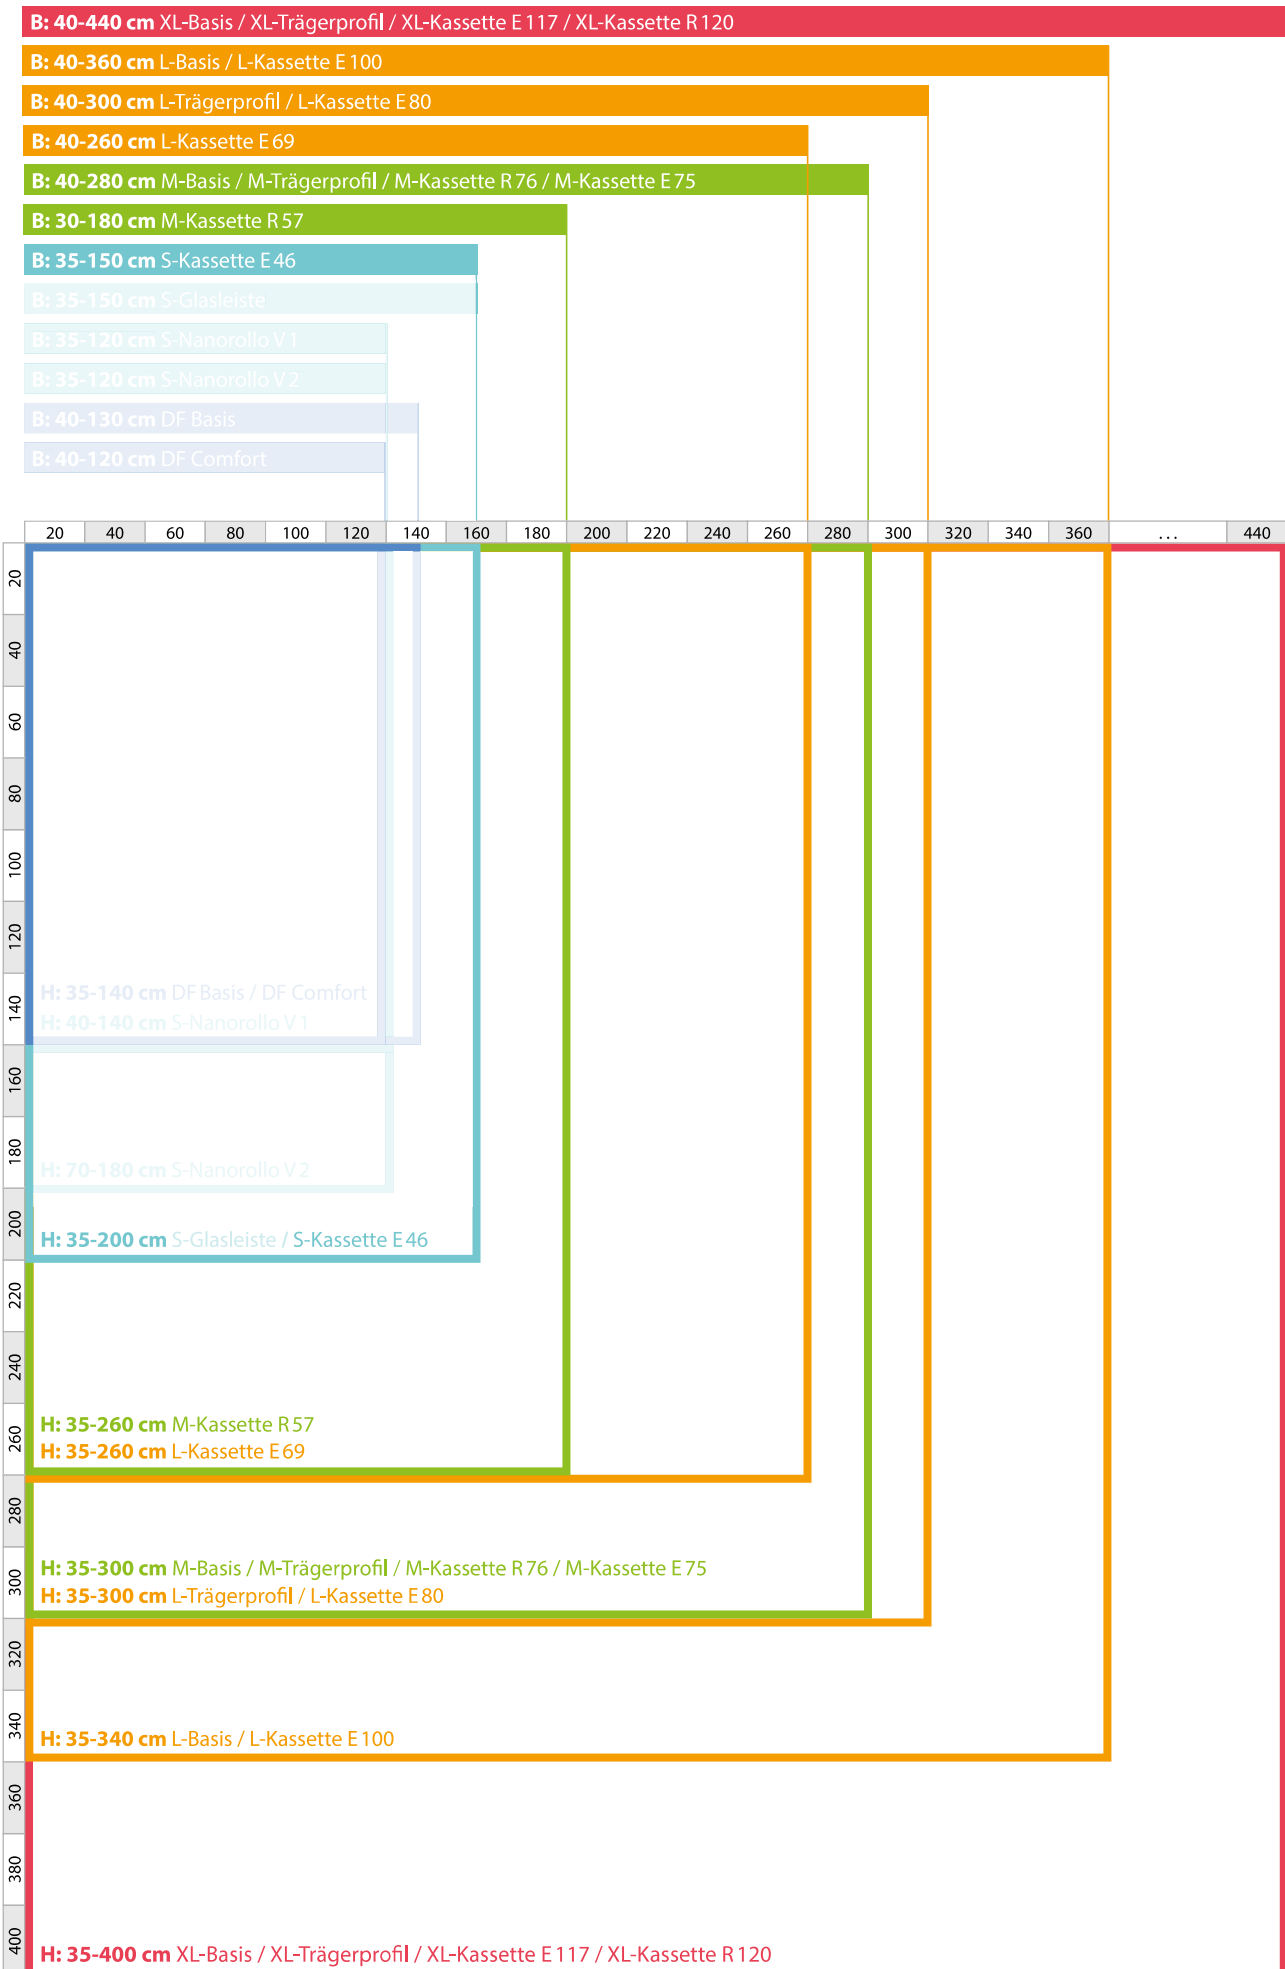 B: 40-440 cm XL-Basis / XL-Trägerprofil / XL-Kassette E 117 / XL-Kassette R 120
B: 40-360 cm L-Basis / L-Kassette E 100
B: 40-300 cm L-Trägerprofil / L-Kassette E 80
B: 40-260 cm L-Kassette E 69
B: 40-280 cm M-Basis / M-Trägerprofil / M-Kassette R 76 / M-Kassette E 75
B: 30-180 cm M-Kassette R 57
B: 35-150 cm S-Kassette E 46
B: 35-150 cm S-Glasleiste
B: 35-120 cm S-Nanorollo V 1
B: 35-120 cm S-Nanorollo V 2
B: 40-130 cm DF Basis
B: 40-120 cm DF Comfort
20 40 60 80 100 120 140 160 180 200 220 240 260 280 300 320 340 360 ... 440
20
40
60
80
100
120
H: 35-140 cm DF Basis / DF Comfort
140
H: 40-140 cm S-Nanorollo V 1
160
180
H: 70-180 cm S-Nanorollo V 2
200
H: 35-200 cm S-Glasleiste / S-Kassette E 46
220
240
H: 35-260 cm M-Kassette R 57
260
H: 35-260 cm L-Kassette E 69
280
H: 35-300 cm M-Basis / M-Trägerprofil / M-Kassette R 76 / M-Kassette E 75
300
H: 35-300 cm L-Trägerprofil / L-Kassette E 80
320
340
H: 35-340 cm L-Basis / L-Kassette E 100
360
380
400
H: 35-400 cm XL-Basis / XL-Trägerprofil / XL-Kassette E 117 / XL-Kassette R 120